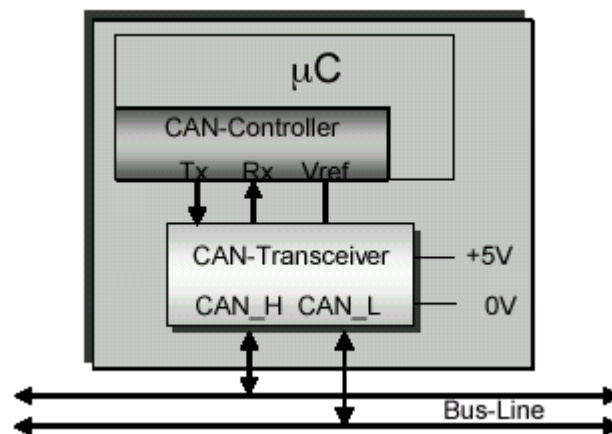 µC
CAN-Controller
Tx Rx Vref
CAN-Transceiver
+5V
CAN_H CAN_L
0V
Bus-Line